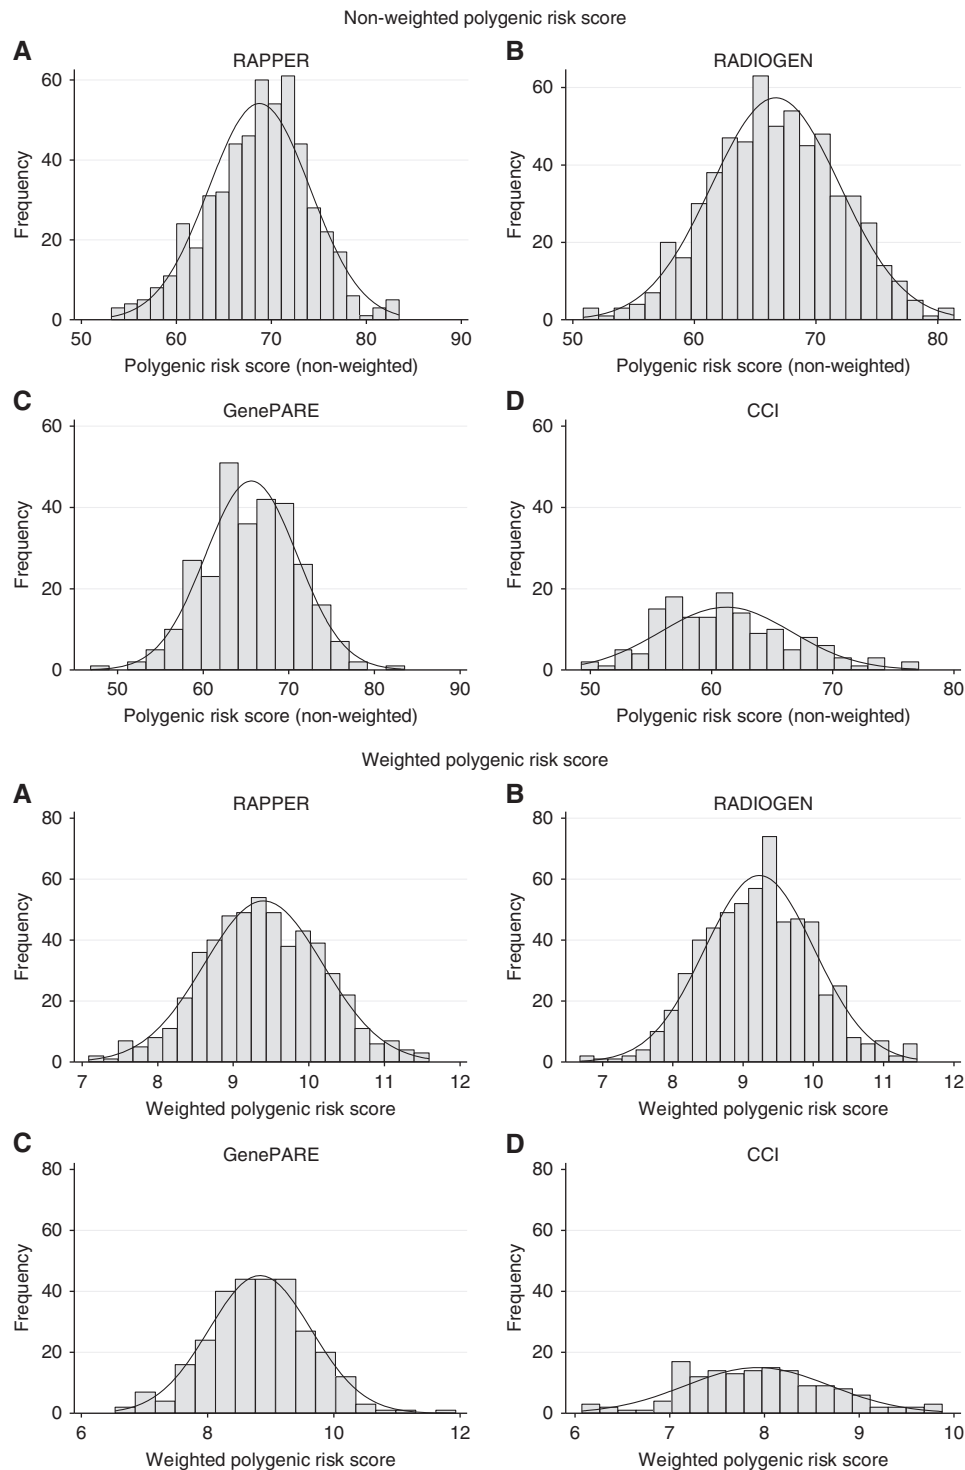 Non-weighted polygenic risk score
A
RAPPER
60
40
20
0
Frequency
50 60 70 80 90
Polygenic risk score (non-weighted)
B
RADIOGEN
60
40
20
0
Frequency
50 60 70 80
Polygenic risk score (non-weighted)
C
GenePARE
60
40
20
0
Frequency
50 60 70 80 90
Polygenic risk score (non-weighted)
D
CCI
60
40
20
0
Frequency
50 60 70 80
Polygenic risk score (non-weighted)
Weighted polygenic risk score
A
RAPPER
80
60
40
20
0
Frequency
7 8 9 10 11 12
Weighted polygenic risk score
B
RADIOGEN
80
60
40
20
0
Frequency
7 8 9 10 11 12
Weighted polygenic risk score
C
GenePARE
80
60
40
20
0
Frequency
6 8 10 12
Weighted polygenic risk score
D
CCI
80
60
40
20
0
Frequency
6 7 8 9 10
Weighted polygenic risk score